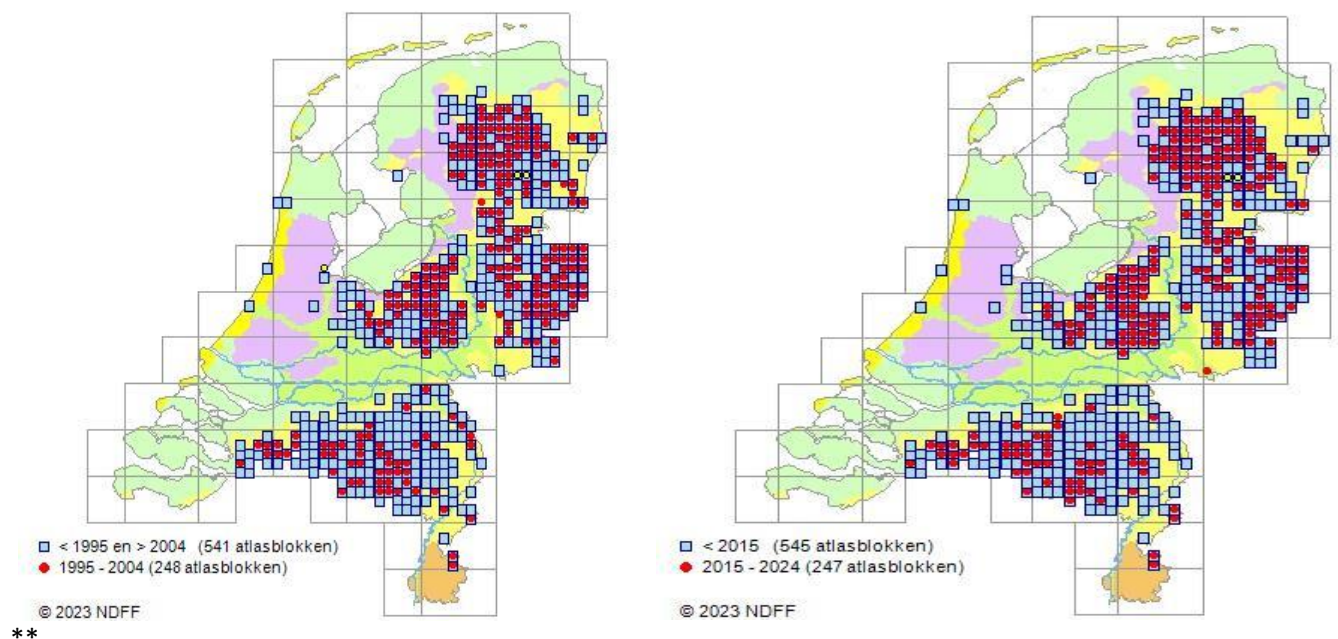 < 1995 en > 2004 (541 atlasblokken)
1995 - 2004 (248 atlasblokken)
© 2023 NDFF
< 2015 (545 atlasblokken)
2015 - 2024 (247 atlasblokken)
© 2023 NDFF
**